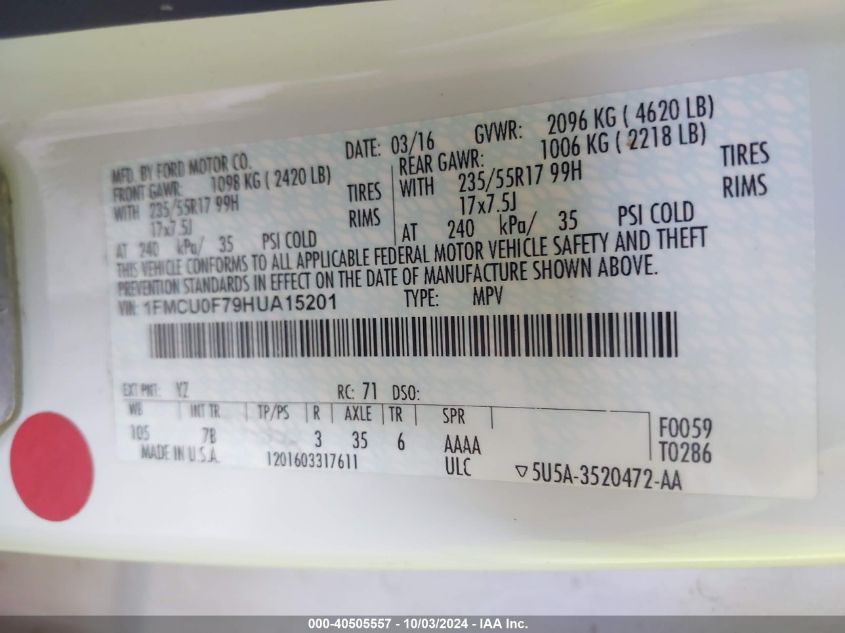 MFD. BY FORD MOTOR CO.
DATE: 03/16 GVWR: 2096 KG ( 4620 LB)
FRONT GAWR: 1098 KG ( 2420 LB)
WITH 235/55R17 99H TIRES
17x7.5J RIMS
AT 240 kPa/ 35 PSI COLD
REAR GAWR: 1006 KG ( 2218 LB)
WITH 235/55R17 99H TIRES
17x7.5J RIMS
AT 240 kPa/ 35 PSI COLD
THIS VEHICLE CONFORMS TO ALL APPLICABLE FEDERAL MOTOR VEHICLE SAFETY AND THEFT
PREVENTION STANDARDS IN EFFECT ON THE DATE OF MANUFACTURE SHOWN ABOVE.
VIN: 1FMCU0F79HUA15201 TYPE: MPV
EXT PNT: YZ RC: 71 DSO:
WB INT TR TP/PS R AXLE TR SPR
105 7B 3 35 6 AAAA F0059
MADE IN U.S.A. 1201603317611 ULC T0286
▽5U5A-3520472-AA
000-40505557 - 10/03/2024 - IAA Inc.